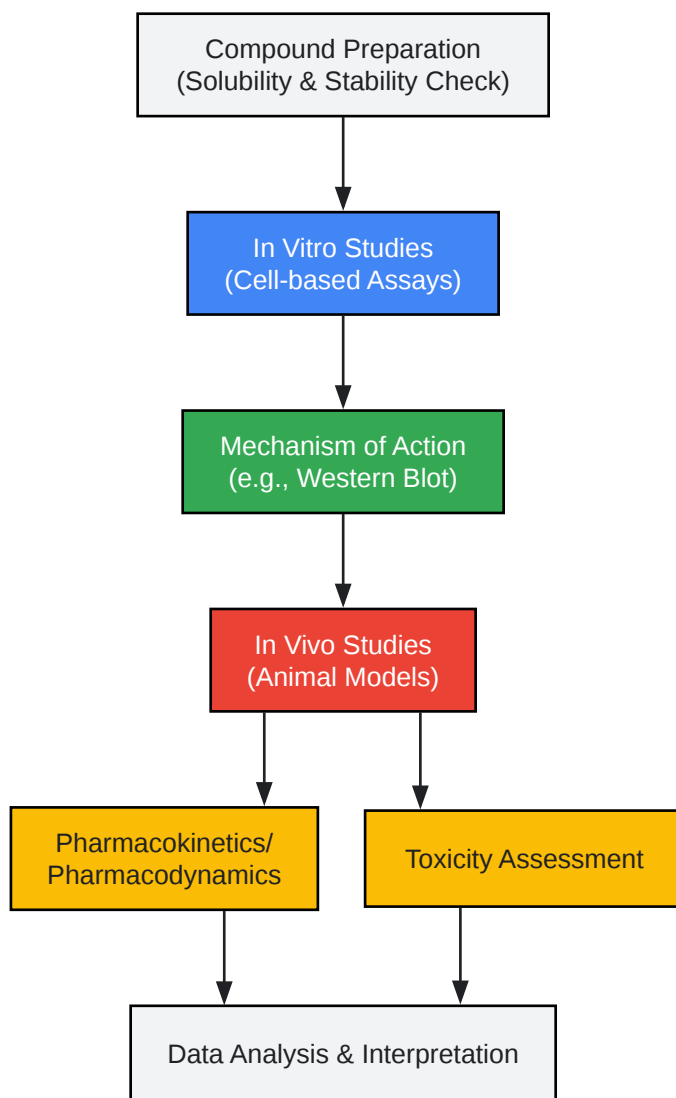 Compound Preparation
(Solubility & Stability Check)
In Vitro Studies
(Cell-based Assays)
Mechanism of Action
(e.g., Western Blot)
In Vivo Studies
(Animal Models)
Pharmacokinetics/
Pharmacodynamics
Toxicity Assessment
Data Analysis & Interpretation